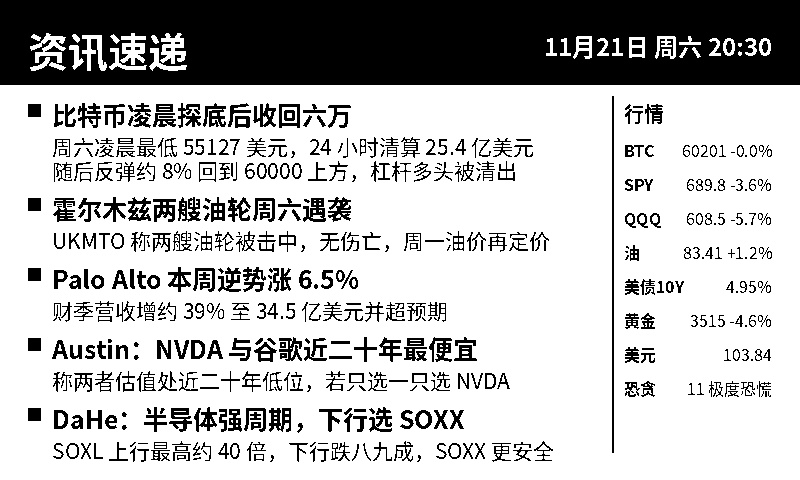 资讯速递
11月21日 周六 20:30
比特币凌晨探底后收回六万
周六凌晨最低 55127 美元，24 小时清算 25.4 亿美元
随后反弹约 8% 回到 60000 上方，杠杆多头被清出
霍尔木兹两艘油轮周六遇袭
UKMTO 称两艘油轮被击中，无伤亡，周一油价再定价
Palo Alto 本周逆势涨 6.5%
财季营收增约 39% 至 34.5 亿美元并超预期
Austin：NVDA 与谷歌近二十年最便宜
称两者估值处近二十年低位，若只选一只选 NVDA
DaHe：半导体强周期，下行选 SOXX
SOXL 上行最高约 40 倍，下行跌八九成，SOXX 更安全
行情
BTC 60201 -0.0%
SPY 689.8 -3.6%
QQQ 608.5 -5.7%
油 83.41 +1.2%
美债10Y 4.95%
黄金 3515 -4.6%
美元 103.84
恐贪 11 极度恐慌